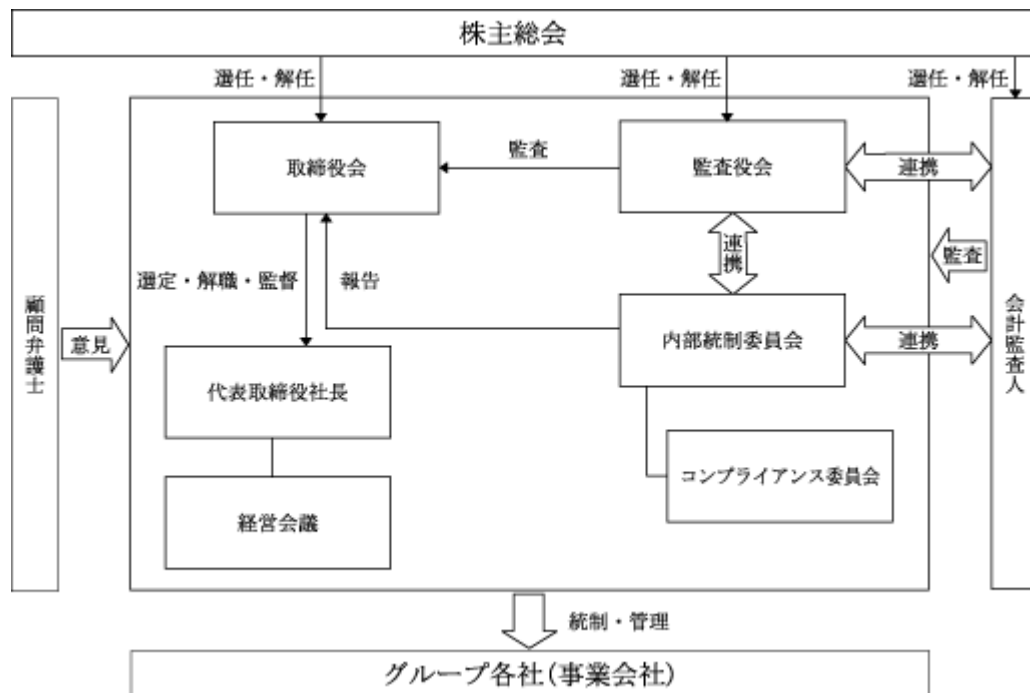 株主総会
選任・解任
選任・解任
選任・解任
取締役会
監査
監査役会
連携
連携
監査
選定・解職・監督
報告
顧問弁護士
意見
内部統制委員会
連携
会計監査人
代表取締役社長
コンプライアンス委員会
経営会議
統制・管理
グループ各社(事業会社)